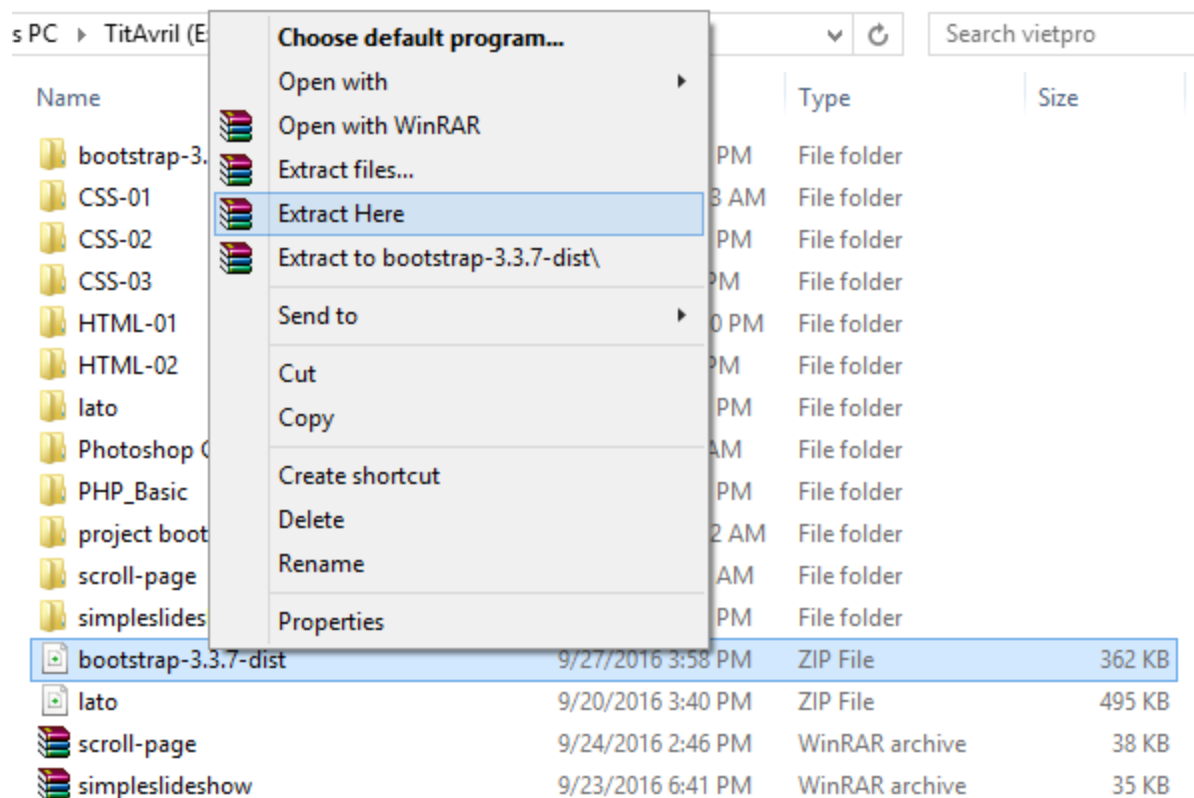 s PC ▸ TitAvril (E:
Search vietpro
Name Type Size
bootstrap-3. PM File folder
CSS-01 3 AM File folder
CSS-02 PM File folder
CSS-03 PM File folder
HTML-01 0 PM File folder
HTML-02 PM File folder
lato PM File folder
Photoshop AM File folder
PHP_Basic PM File folder
project boot 2 AM File folder
scroll-page AM File folder
simpleslides PM File folder
bootstrap-3.3.7-dist 9/27/2016 3:58 PM ZIP File 362 KB
lato 9/20/2016 3:40 PM ZIP File 495 KB
scroll-page 9/24/2016 2:46 PM WinRAR archive 38 KB
simpleslideshow 9/23/2016 6:41 PM WinRAR archive 35 KB
Choose default program...
Open with
Open with WinRAR
Extract files...
Extract Here
Extract to bootstrap-3.3.7-dist\
Send to
Cut
Copy
Create shortcut
Delete
Rename
Properties